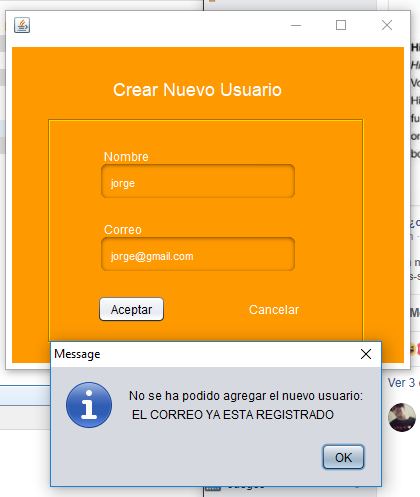 Crear Nuevo Usuario
Nombre
jorge
Correo
jorge@gmail.com
Aceptar
Cancelar
Message
No se ha podido agregar el nuevo usuario:
EL CORREO YA ESTA REGISTRADO
OK
Ver 3